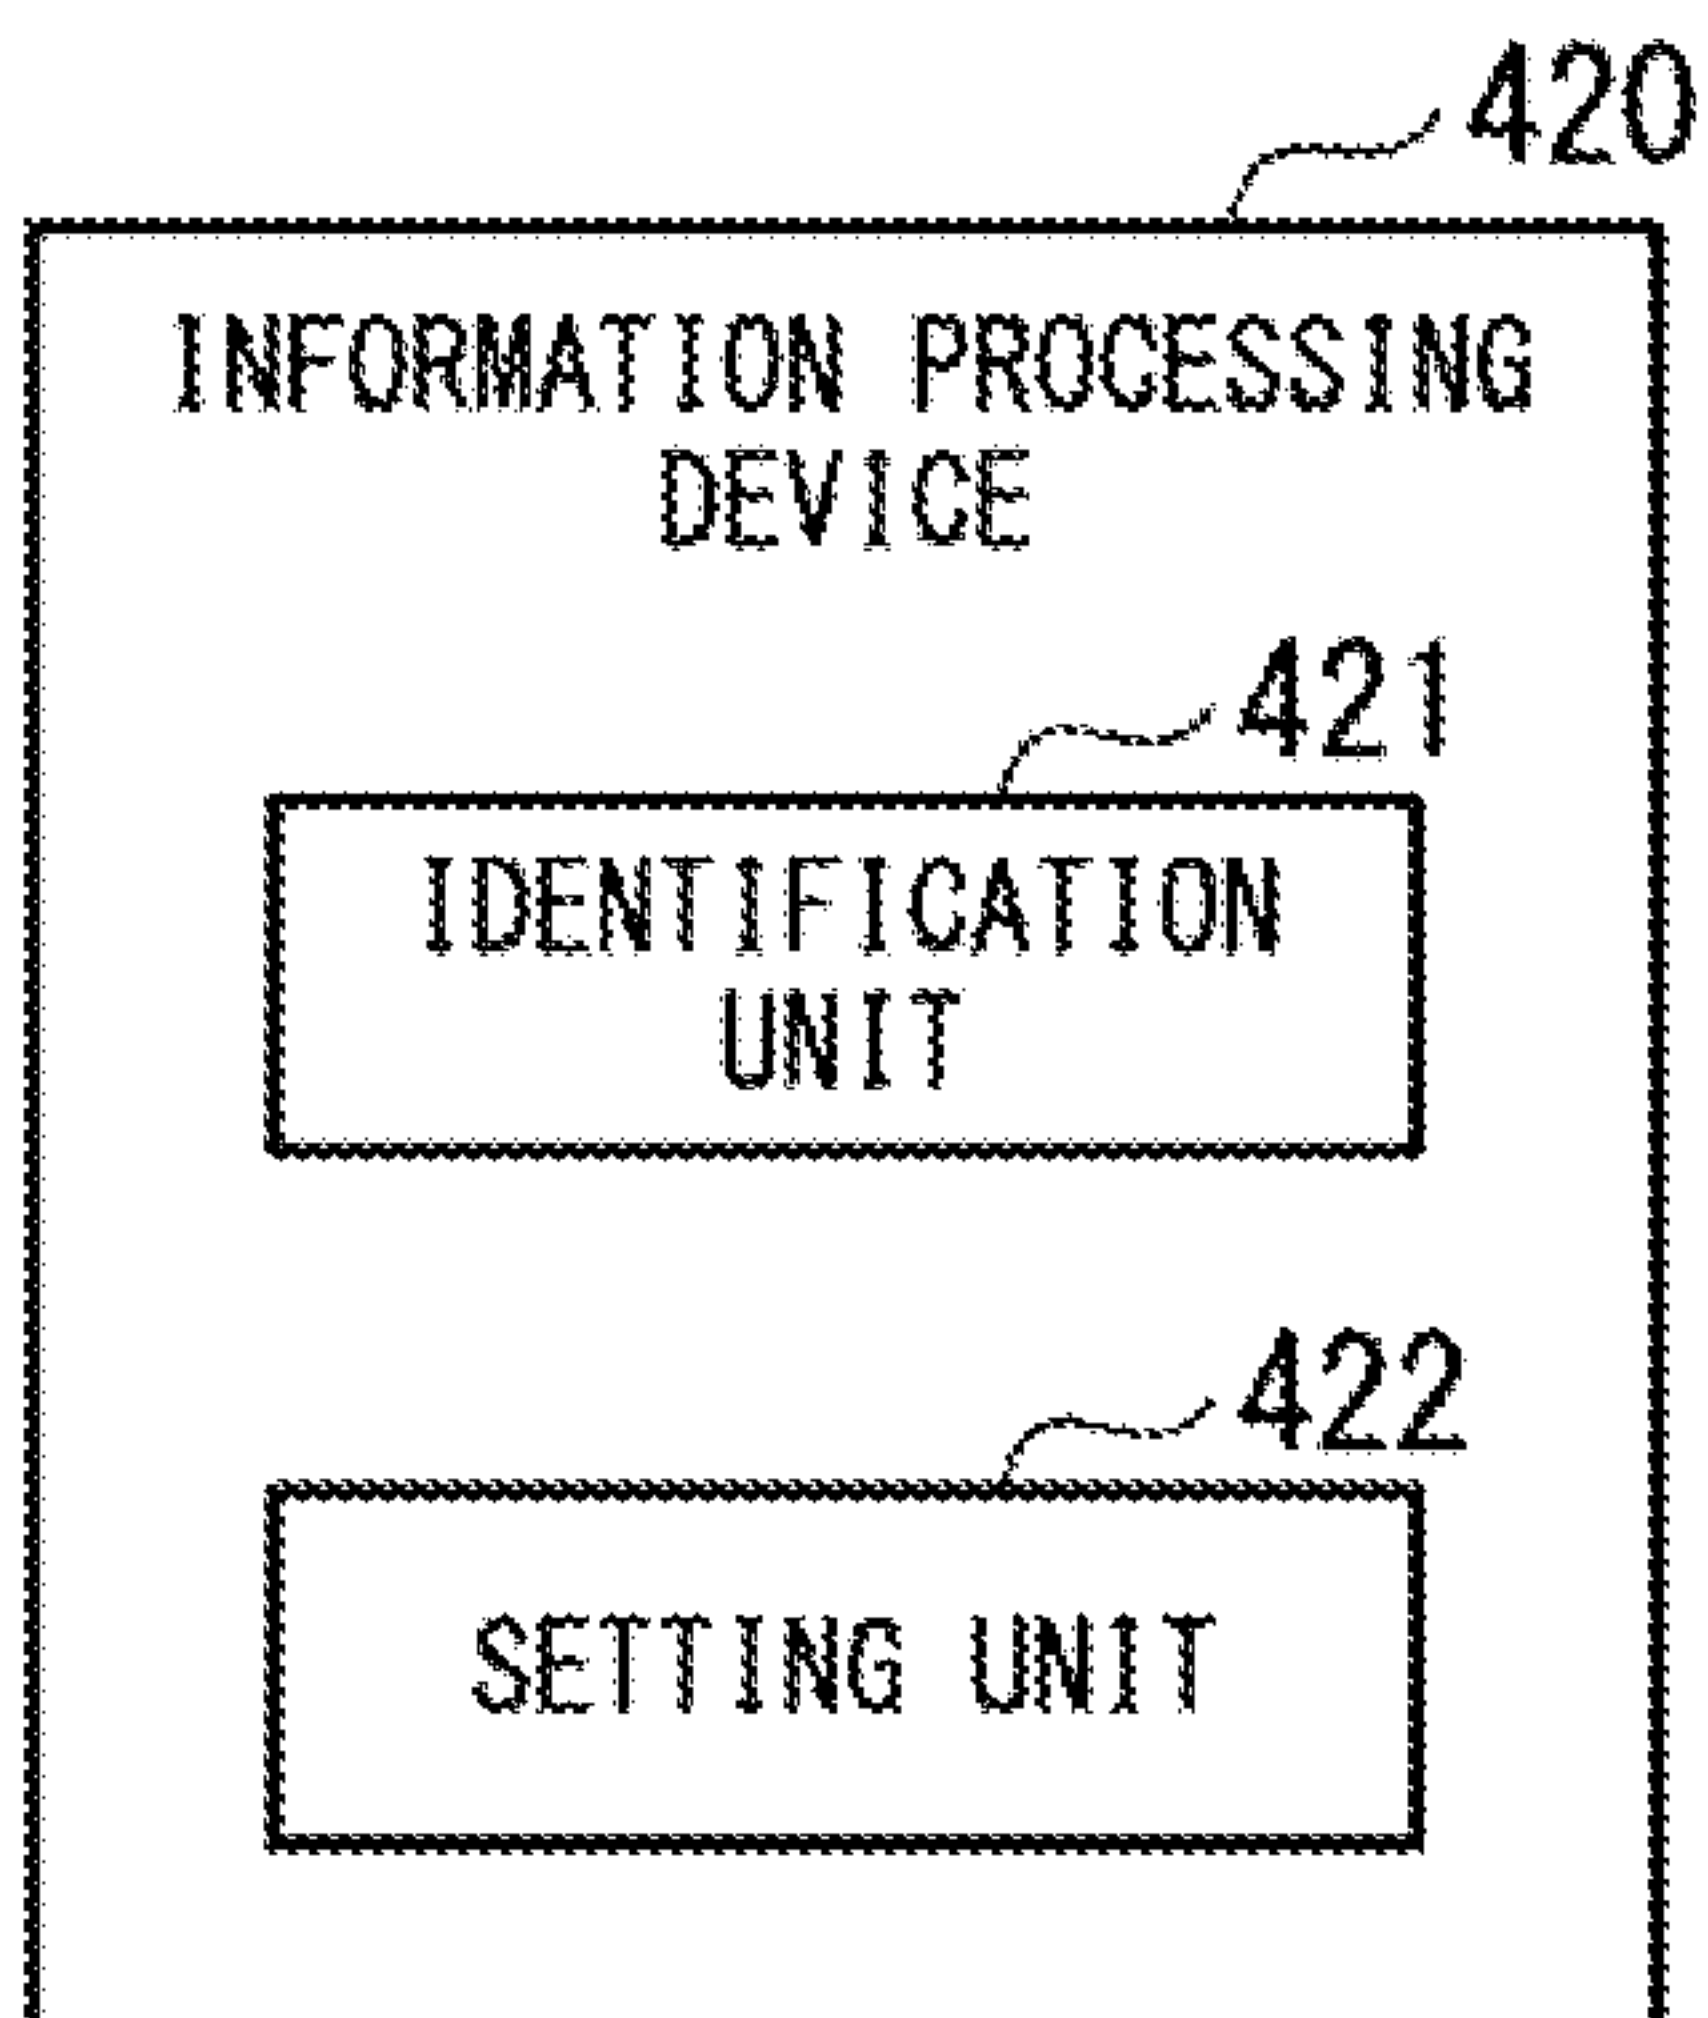 420
INFORMATION PROCESSING
DEVICE
421
IDENTIFICATION
UNIT
422
SETTING UNIT